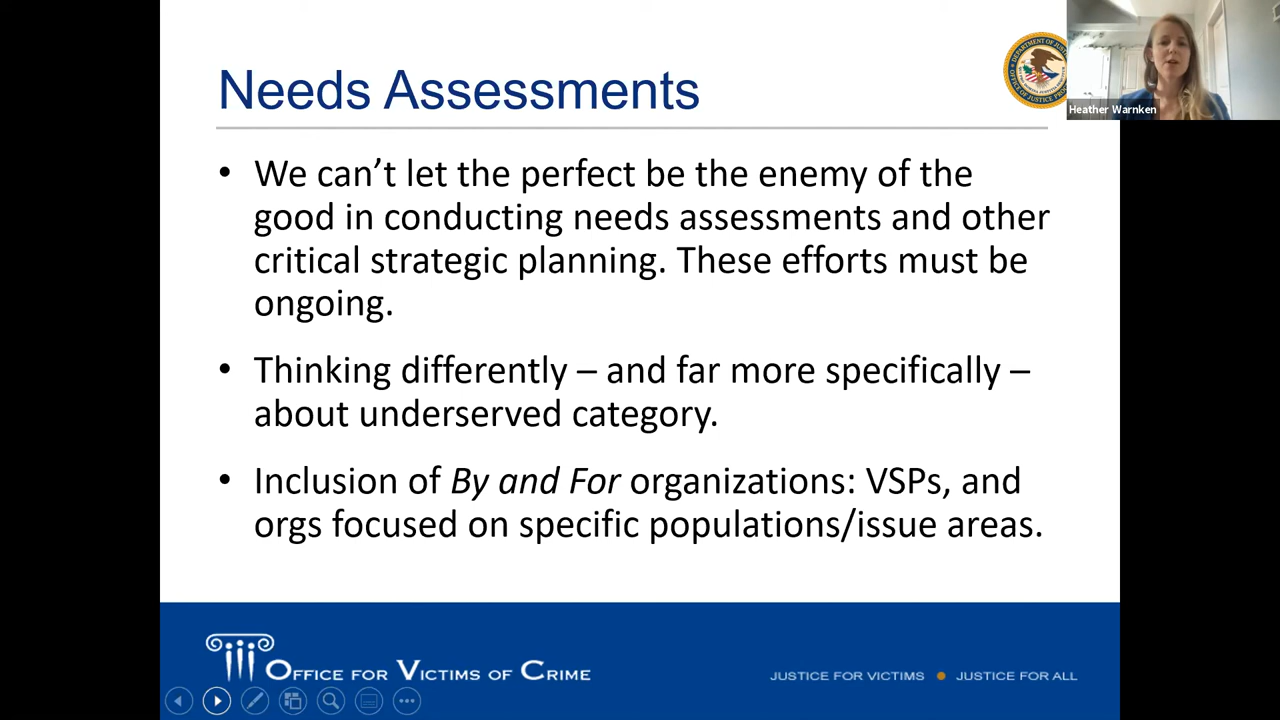 Needs Assessments
Heather Warnken
• We can’t let the perfect be the enemy of the
good in conducting needs assessments and other
critical strategic planning. These efforts must be
ongoing.
• Thinking differently – and far more specifically –
about underserved category.
• Inclusion of By and For organizations: VSPs, and
orgs focused on specific populations/issue areas.
OFFICE FOR VICTIMS OF CRIME
JUSTICE FOR VICTIMS • JUSTICE FOR ALL